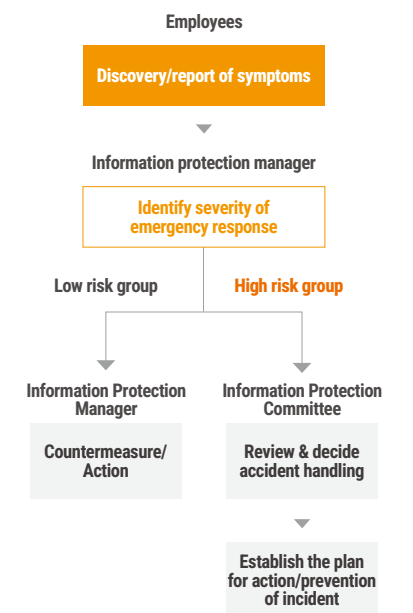 Employees
Discovery/report of symptoms
Information protection manager
Identify severity of
emergency response
Low risk group
High risk group
Information Protection
Manager
Countermeasure/
Action
Information Protection
Committee
Review & decide
accident handling
Establish the plan
for action/prevention
of incident